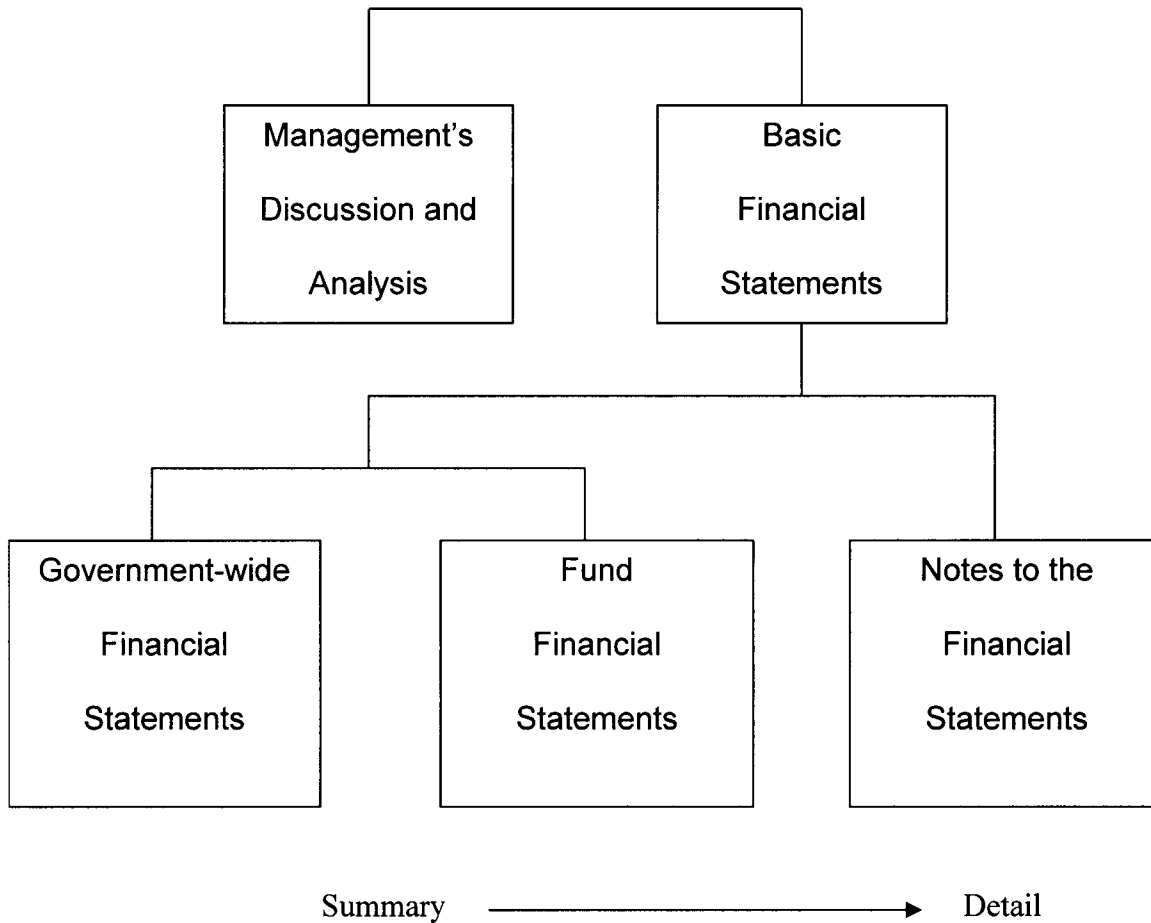 Management's
Discussion and
Analysis
Basic
Financial
Statements
Government-wide
Financial
Statements
Fund
Financial
Statements
Notes to the
Financial
Statements
Summary
Detail